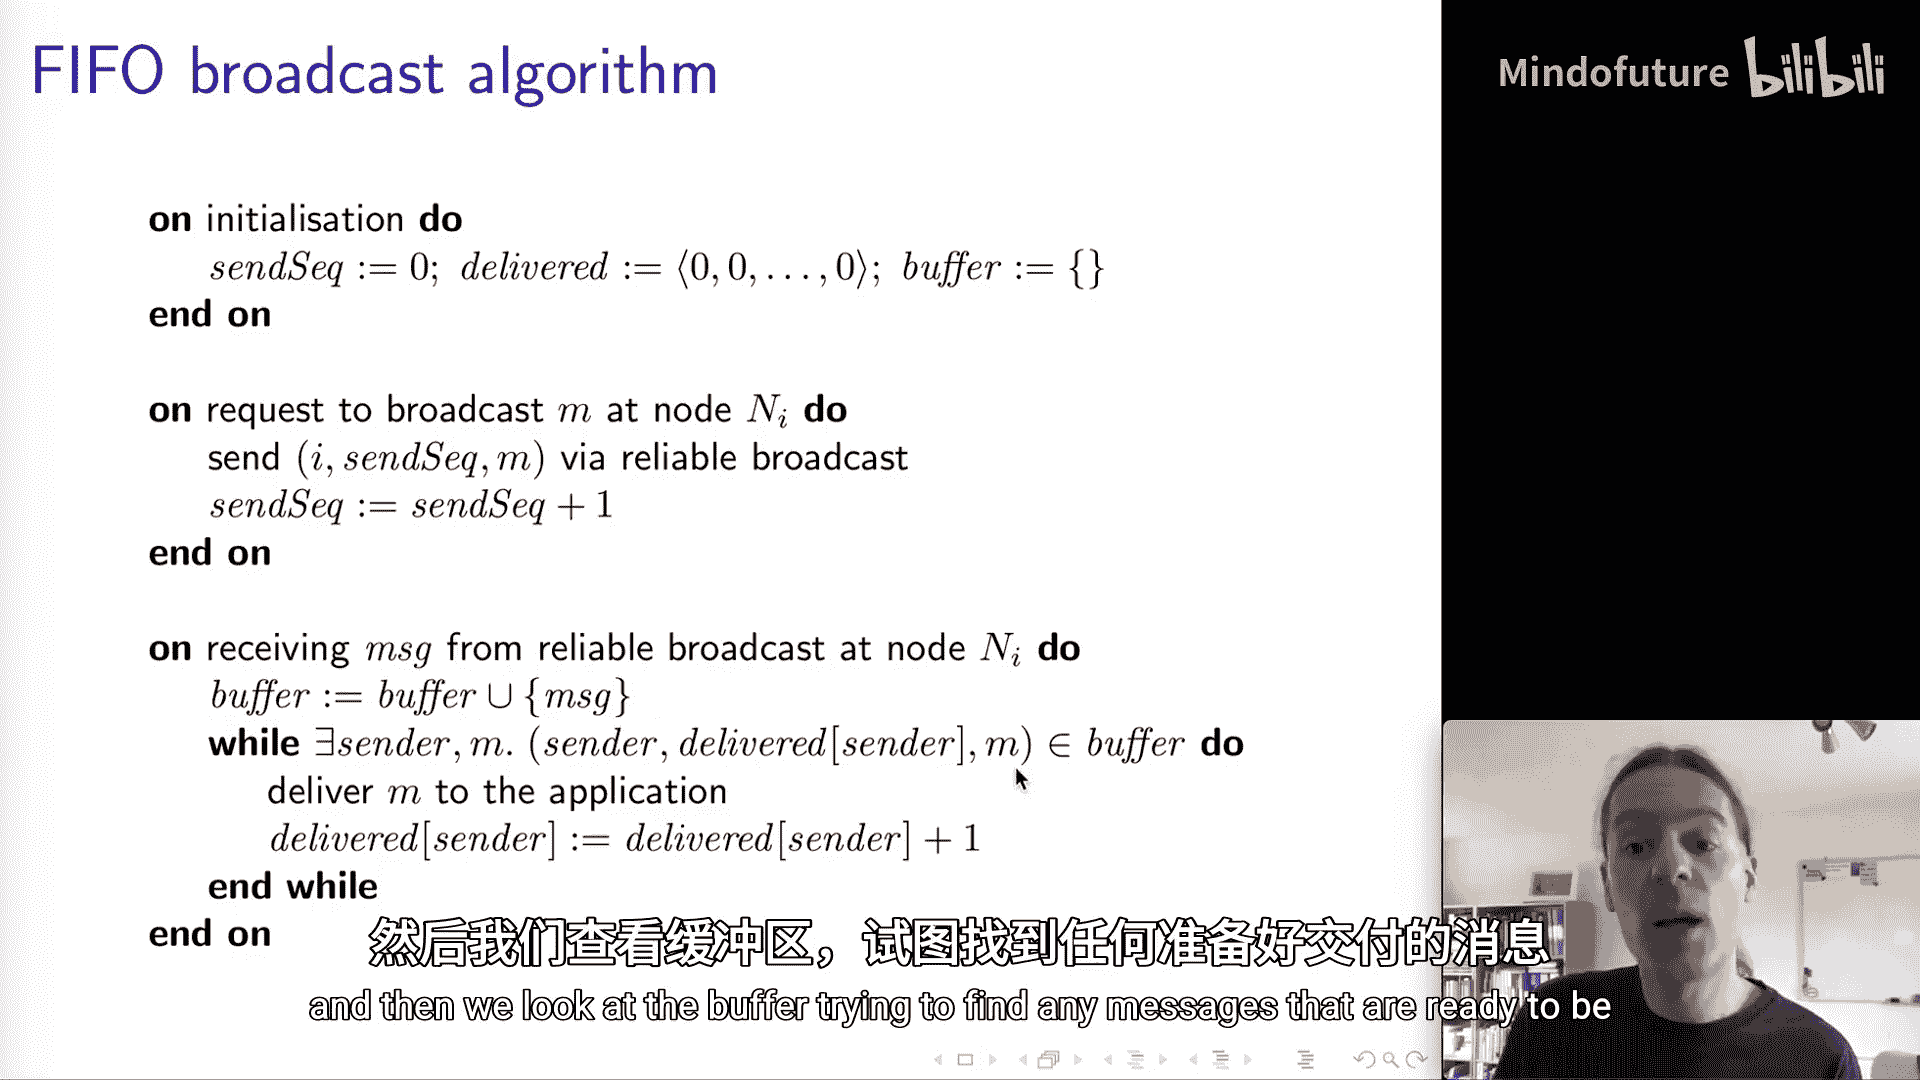 FIFO broadcast algorithm
Mindofuture bilibili
on initialisation do
sendSeq := 0; delivered := ⟨0, 0, . . . , 0⟩; buffer := {}
end on
on request to broadcast m at node Nᵢ do
send (i, sendSeq, m) via reliable broadcast
sendSeq := sendSeq + 1
end on
on receiving msg from reliable broadcast at node Nᵢ do
buffer := buffer ∪ {msg}
while ∃sender, m. (sender, delivered[sender], m) ∈ buffer do
deliver m to the application
delivered[sender] := delivered[sender] + 1
end while
end on
然后我们查看缓冲区，试图找到任何准备好交付的消息
and then we look at the buffer trying to find any messages that are ready to be